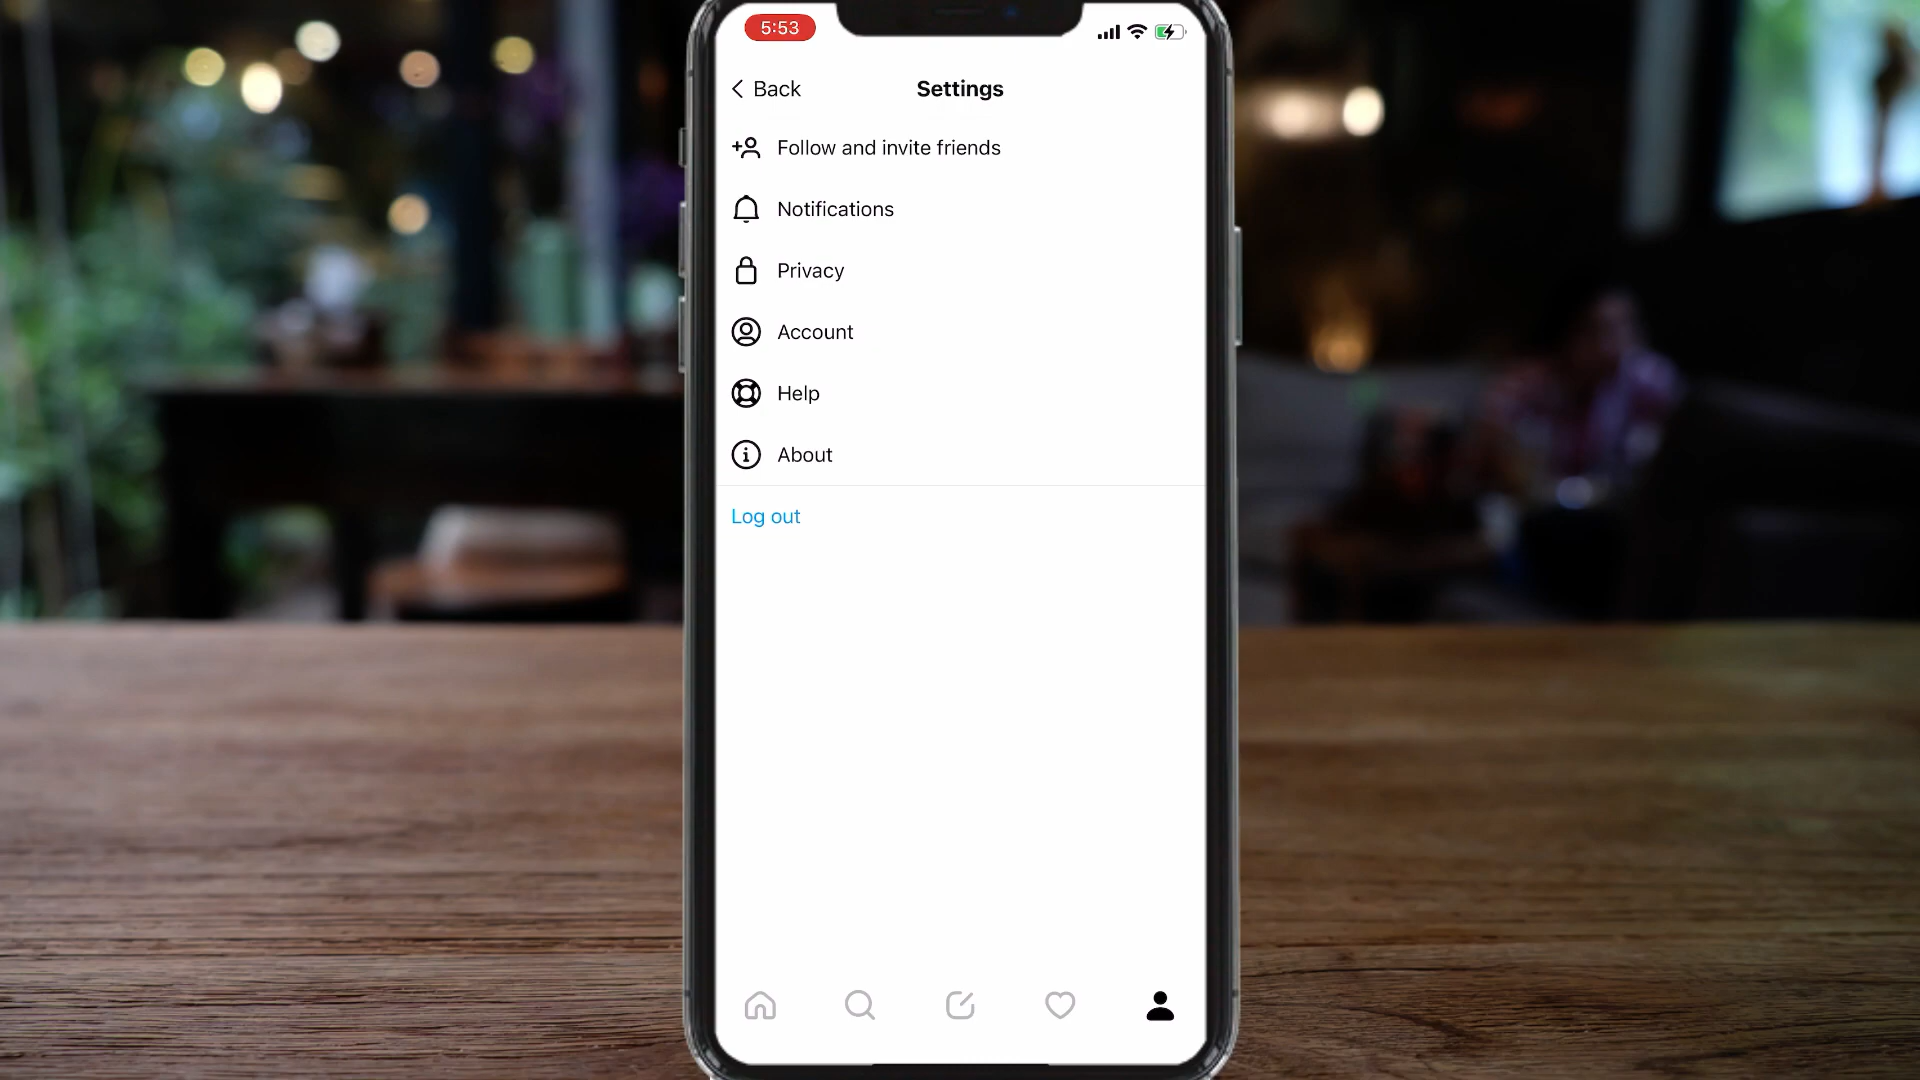 5:53
Back
Settings
Follow and invite friends
Notifications
Privacy
Account
Help
About
Log out